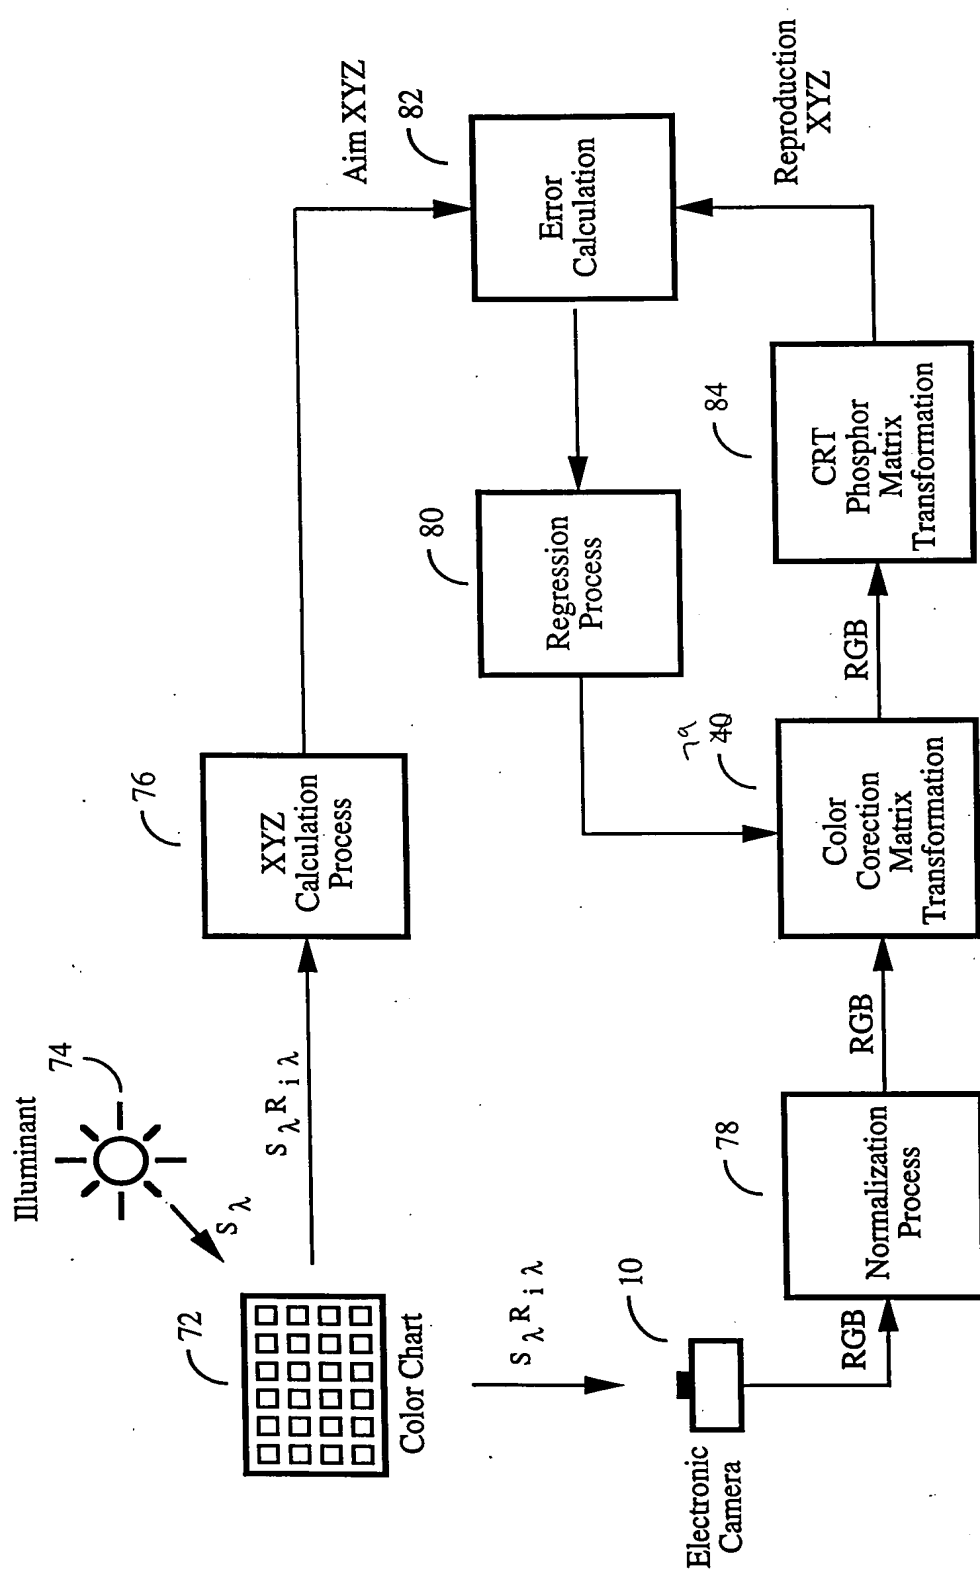 Illuminant
74
S λ
72
Color Chart
S λ R i λ
76
XYZ
Calculation
Process
Aim XYZ
S λ R i λ
10
Electronic
Camera
82
Error
Calculation
80
Regression
Process
79
40
78
RGB
Normalization
Process
RGB
Color
Corection
Matrix
Transformation
RGB
84
CRT
Phosphor
Matrix
Transformation
Reproduction
XYZ